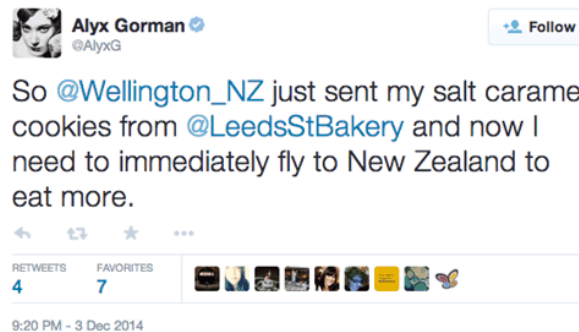 Alyx Gorman
@AlyxG
Follow
So @Wellington_NZ just sent my salt carame
cookies from @LeedsStBakery and now I
need to immediately fly to New Zealand to
eat more.
RETWEETS FAVORITES
4 7
9:20 PM - 3 Dec 2014